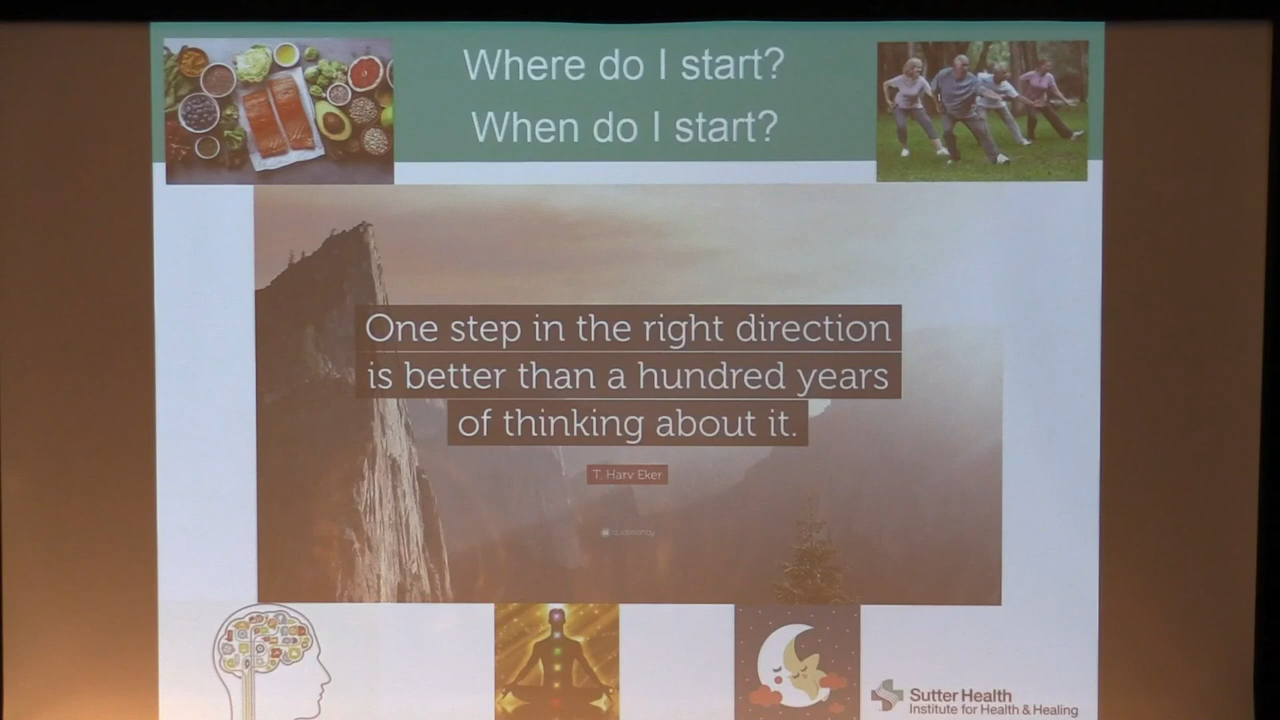 Where do I start?
When do I start?
One step in the right direction
is better than a hundred years
of thinking about it.
T. Harv Eker
quotefancy
Sutter Health
Institute for Health & Healing